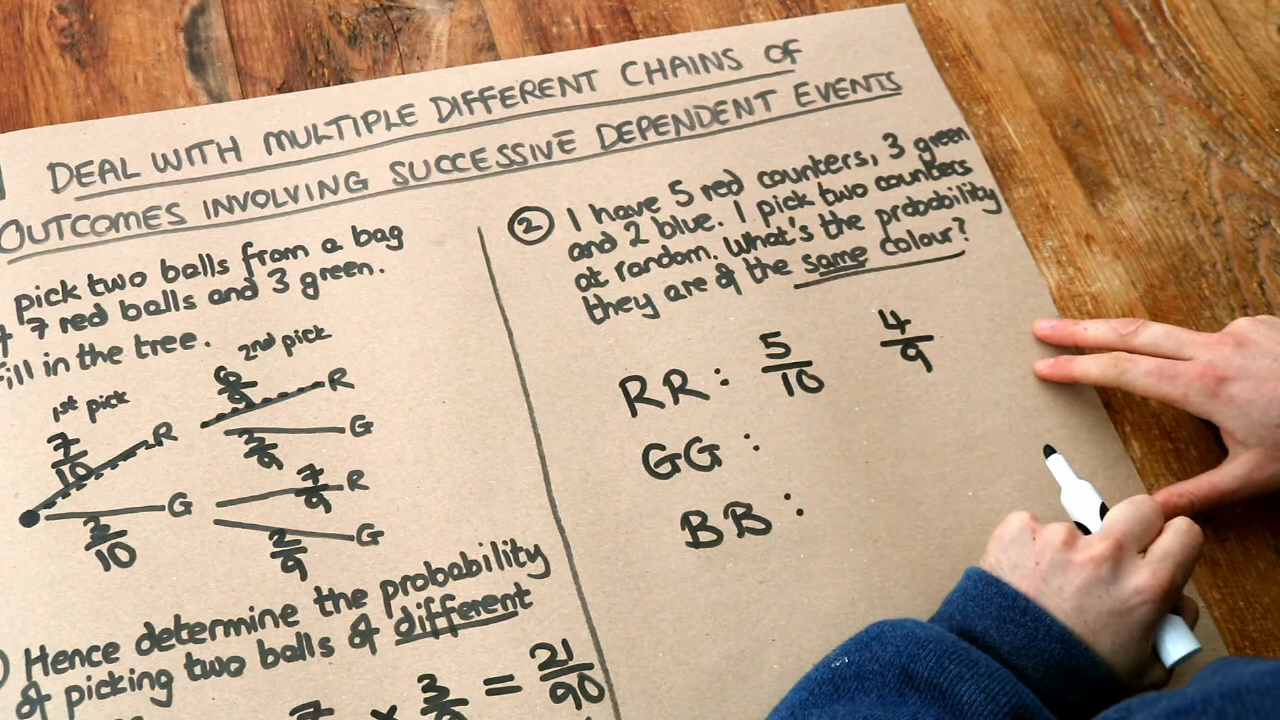 DEAL WITH MULTIPLE DIFFERENT CHAINS OF
OUTCOMES INVOLVING SUCCESSIVE DEPENDENT EVENTS
pick two balls from a bag
7 red balls and 3 green.
in the tree.
1st pick
2nd pick
7/10
R
6/9
R
3/9
G
3/10
G
7/9
R
2/9
G
Hence determine the probability
of picking two balls of different
7 × 3 = 21/90
② I have 5 red counters, 3 green
and 2 blue. I pick two counters
at random. What's the probability
they are of the same colour?
RR: 5/10 4/9
GG:
BB: